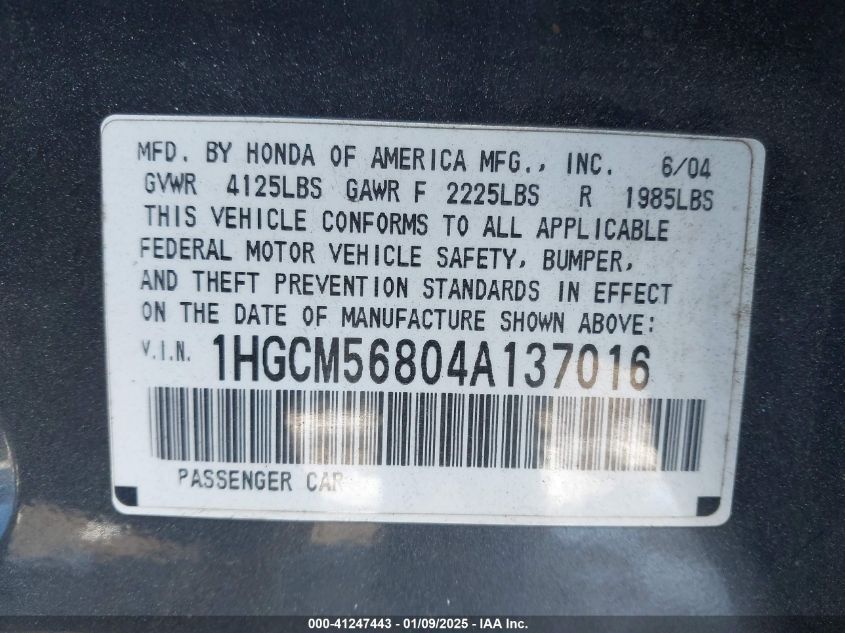 MFD. BY HONDA OF AMERICA MFG., INC. 6/04
GVWR 4125LBS GAWR F 2225LBS R 1985LBS
THIS VEHICLE CONFORMS TO ALL APPLICABLE
FEDERAL MOTOR VEHICLE SAFETY, BUMPER,
AND THEFT PREVENTION STANDARDS IN EFFECT
ON THE DATE OF MANUFACTURE SHOWN ABOVE:
V.I.N. 1HGCM56804A137016
PASSENGER CAR
000-41247443 - 01/09/2025 - IAA Inc.